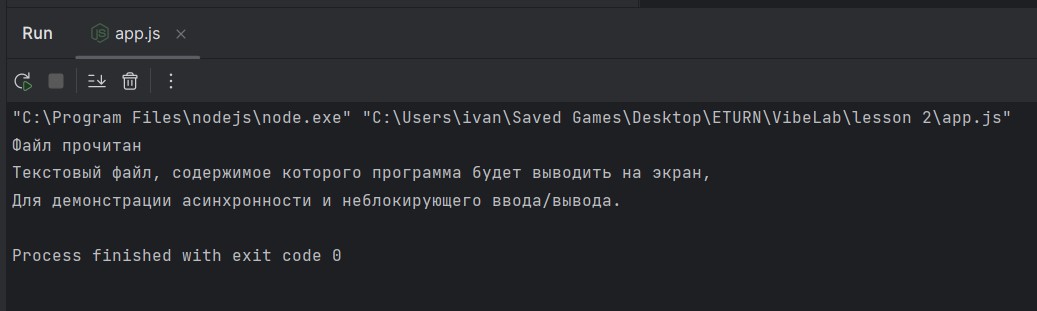 Run
app.js
"C:\Program Files\nodejs\node.exe" "C:\Users\ivan\Saved Games\Desktop\ETURN\VibeLab\lesson 2\app.js"
Файл прочитан
Текстовый файл, содержимое которого программа будет выводить на экран,
Для демонстрации асинхронности и неблокирующего ввода/вывода.
Process finished with exit code 0